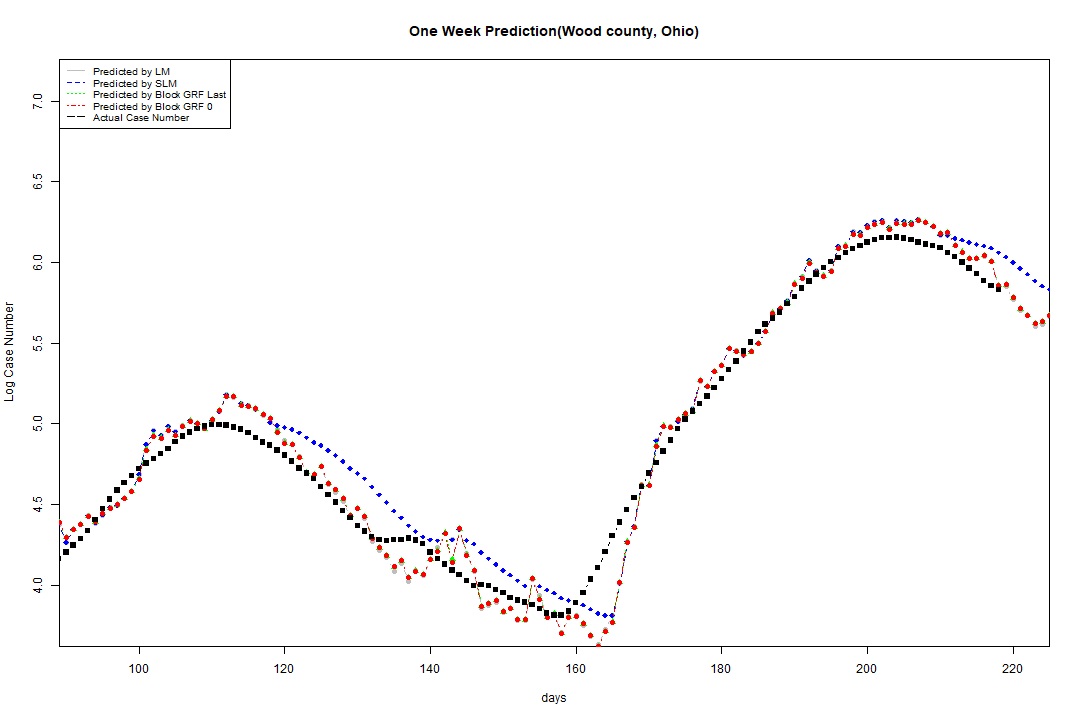 One Week Prediction(Wood county, Ohio)
Predicted by LM
Predicted by SLM
Predicted by Block GRF Last
Predicted by Block GRF 0
Actual Case Number
7.0
6.5
6.0
5.5
5.0
4.5
4.0
Log Case Number
100 120 140 160 180 200 220
days